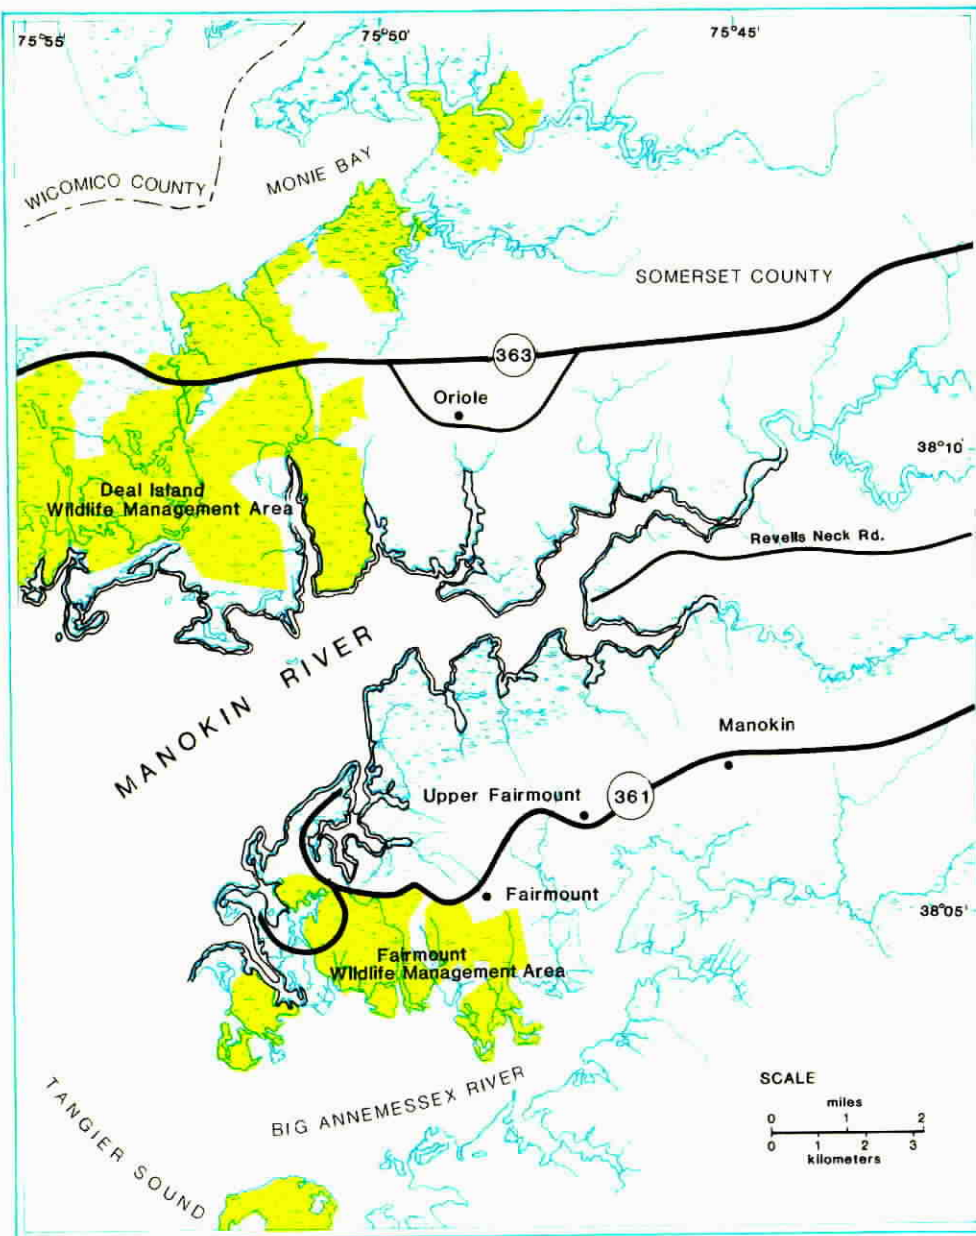 75°55'
75°50'
75°45'
WICOMICO COUNTY
MONIE BAY
SOMERSET COUNTY
363
Oriole
38°10'
Deal Island
Wildlife Management Area
Revells Neck Rd.
MANOKIN RIVER
Manokin
Upper Fairmount
361
Fairmount
38°05'
Fairmount
Wildlife Management Area
TANGIER SOUND
BIG ANNEMESSEX RIVER
SCALE
miles
0 1 2
0 1 2 3
kilometers